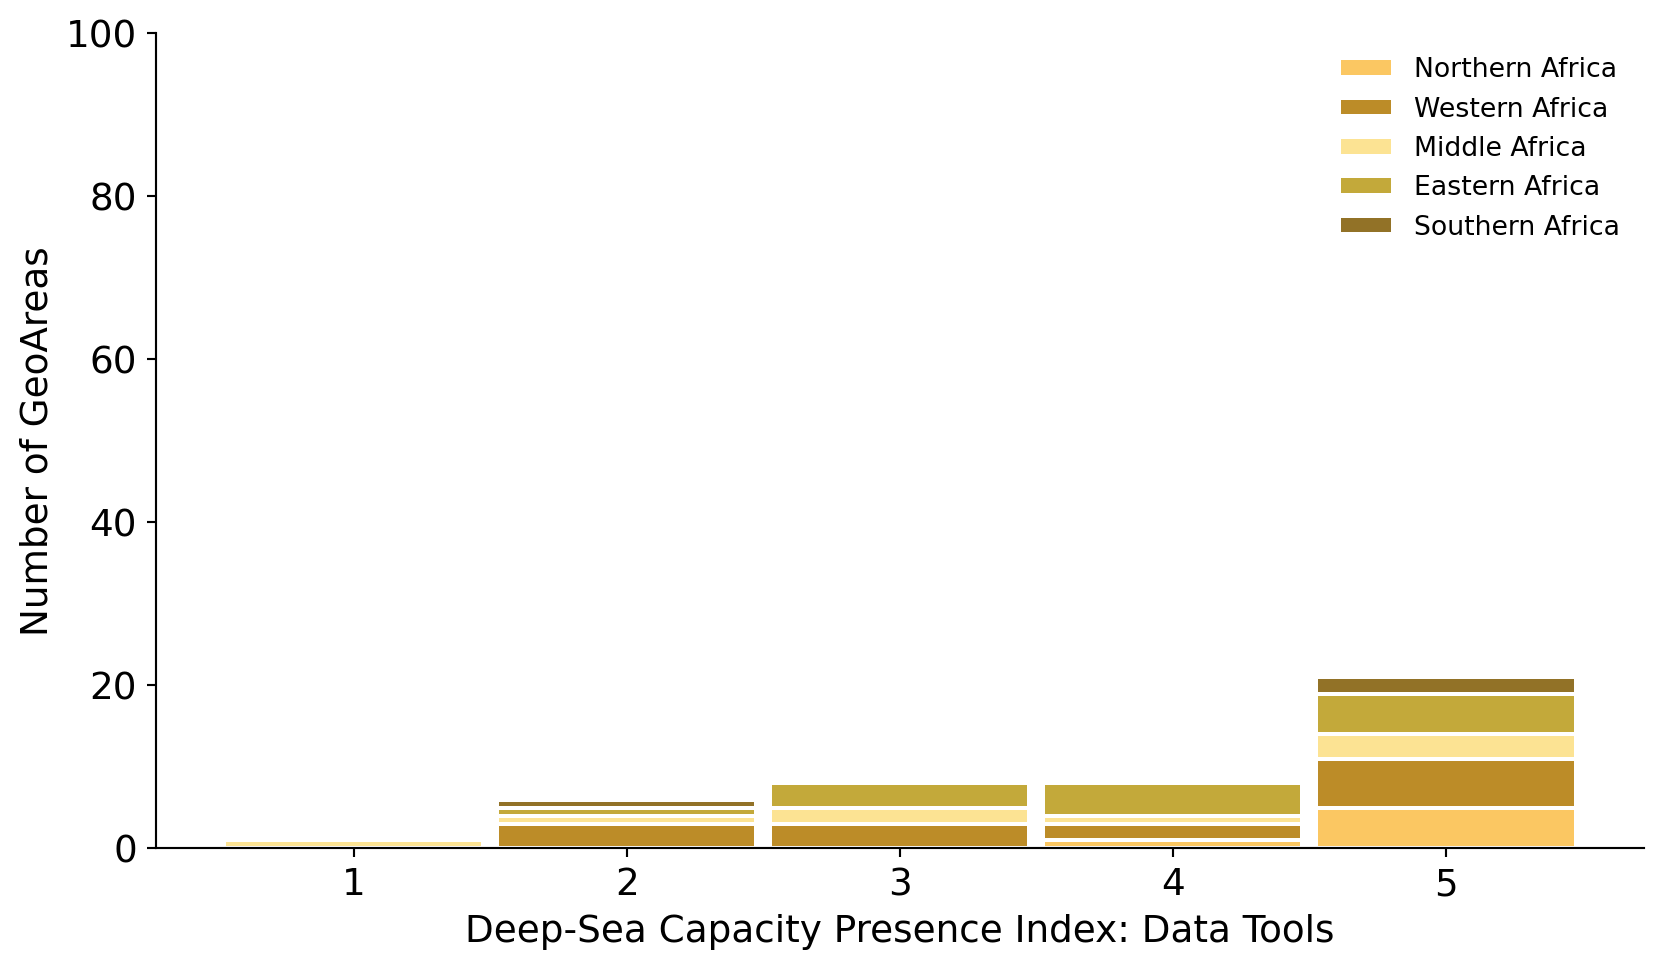 100
80
60
40
20
0
Number of GeoAreas
Northern Africa
Western Africa
Middle Africa
Eastern Africa
Southern Africa
1 2 3 4 5
Deep-Sea Capacity Presence Index: Data Tools